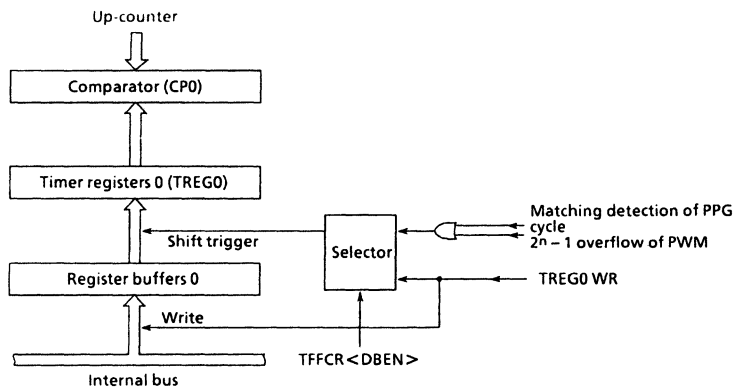 Up-counter
Comparator (CP0)
Timer registers 0 (TREG0)
Matching detection of PPG
cycle
2ⁿ – 1 overflow of PWM
Shift trigger
Selector
Register buffers 0
TREG0 WR
Write
TFFCR<DBEN>
Internal bus